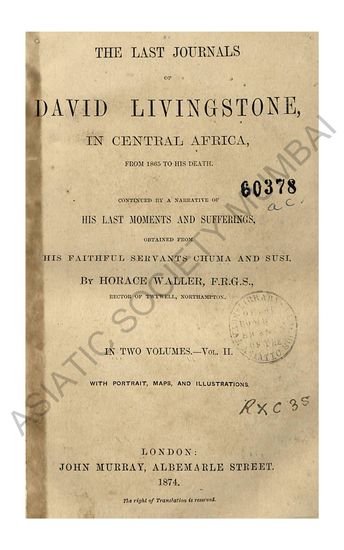 THE LAST JOURNALS
OF
DAVID LIVINGSTONE,
IN CENTRAL AFRICA,
FROM 1865 TO HIS DEATH.
60378
a.c.
CONTINUED BY A NARRATIVE OF
HIS LAST MOMENTS AND SUFFERINGS,
OBTAINED FROM
HIS FAITHFUL SERVANTS CHUMA AND SUSI,
BY HORACE WALLER, F.R.G.S.,
RECTOR OF TWYWELL, NORTHAMPTON.
IN TWO VOLUMES.—VOL. II.
WITH PORTRAIT, MAPS, AND ILLUSTRATIONS.
RXC 35
LONDON:
JOHN MURRAY, ALBEMARLE STREET.
1874.
The right of Translation is reserved.
ASIATIC SOCIETY MUMBAI